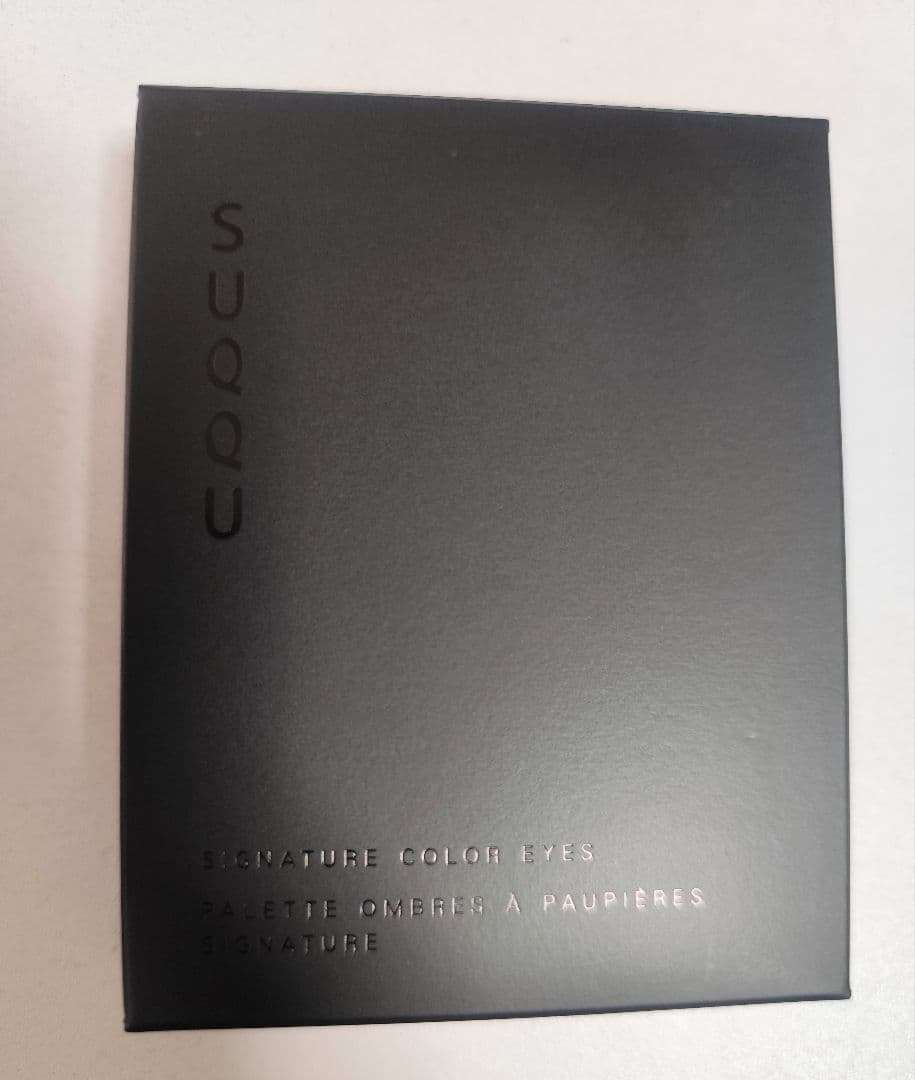 SUQQU
SIGNATURE COLOR EYES
PALETTE OMBRES À PAUPIÈRES
SIGNATURE